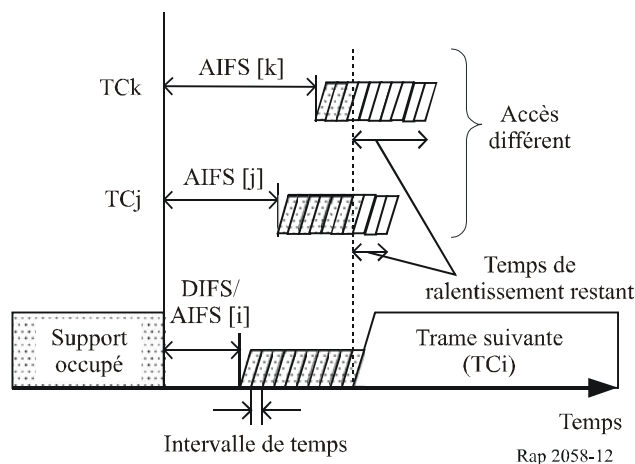 AIFS [k]
TCk
Accès
différent
AIFS [j]
TCj
Temps de
ralentissement restant
DIFS/
AIFS [i]
Support
occupé
Trame suivante
(TCi)
Temps
Intervalle de temps
Rap 2058-12